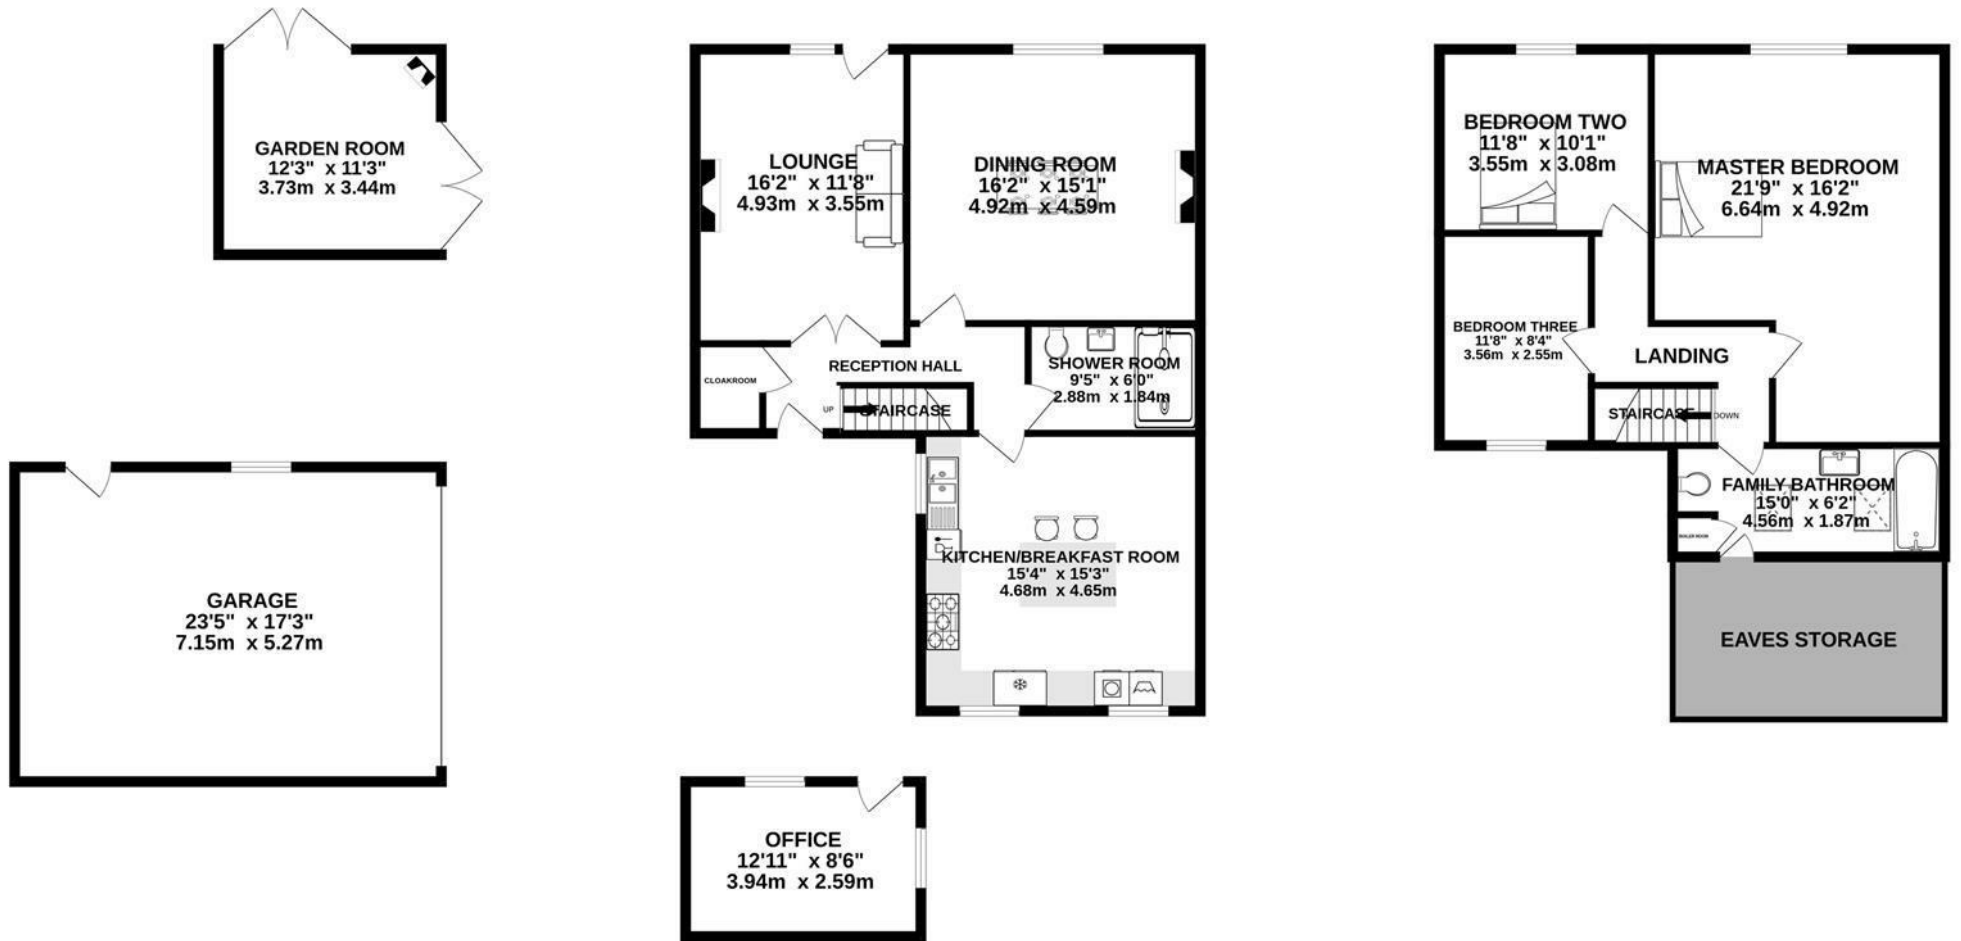 GARDEN ROOM
12'3" x 11'3"
3.73m x 3.44m
GARAGE
23'5" x 17'3"
7.15m x 5.27m
LOUNGE
16'2" x 11'8"
4.93m x 3.55m
DINING ROOM
16'2" x 15'1"
4.92m x 4.59m
CLOAKROOM
RECEPTION HALL
UP
STAIRCASE
SHOWER ROOM
9'5" x 6'0"
2.88m x 1.84m
KITCHEN/BREAKFAST ROOM
15'4" x 15'3"
4.68m x 4.65m
OFFICE
12'11" x 8'6"
3.94m x 2.59m
BEDROOM TWO
11'8" x 10'1"
3.55m x 3.08m
MASTER BEDROOM
21'9" x 16'2"
6.64m x 4.92m
BEDROOM THREE
11'8" x 8'4"
3.56m x 2.55m
LANDING
STAIRCASE
DOWN
FAMILY BATHROOM
15'0" x 6'2"
4.56m x 1.87m
BOILER ROOM
EAVES STORAGE